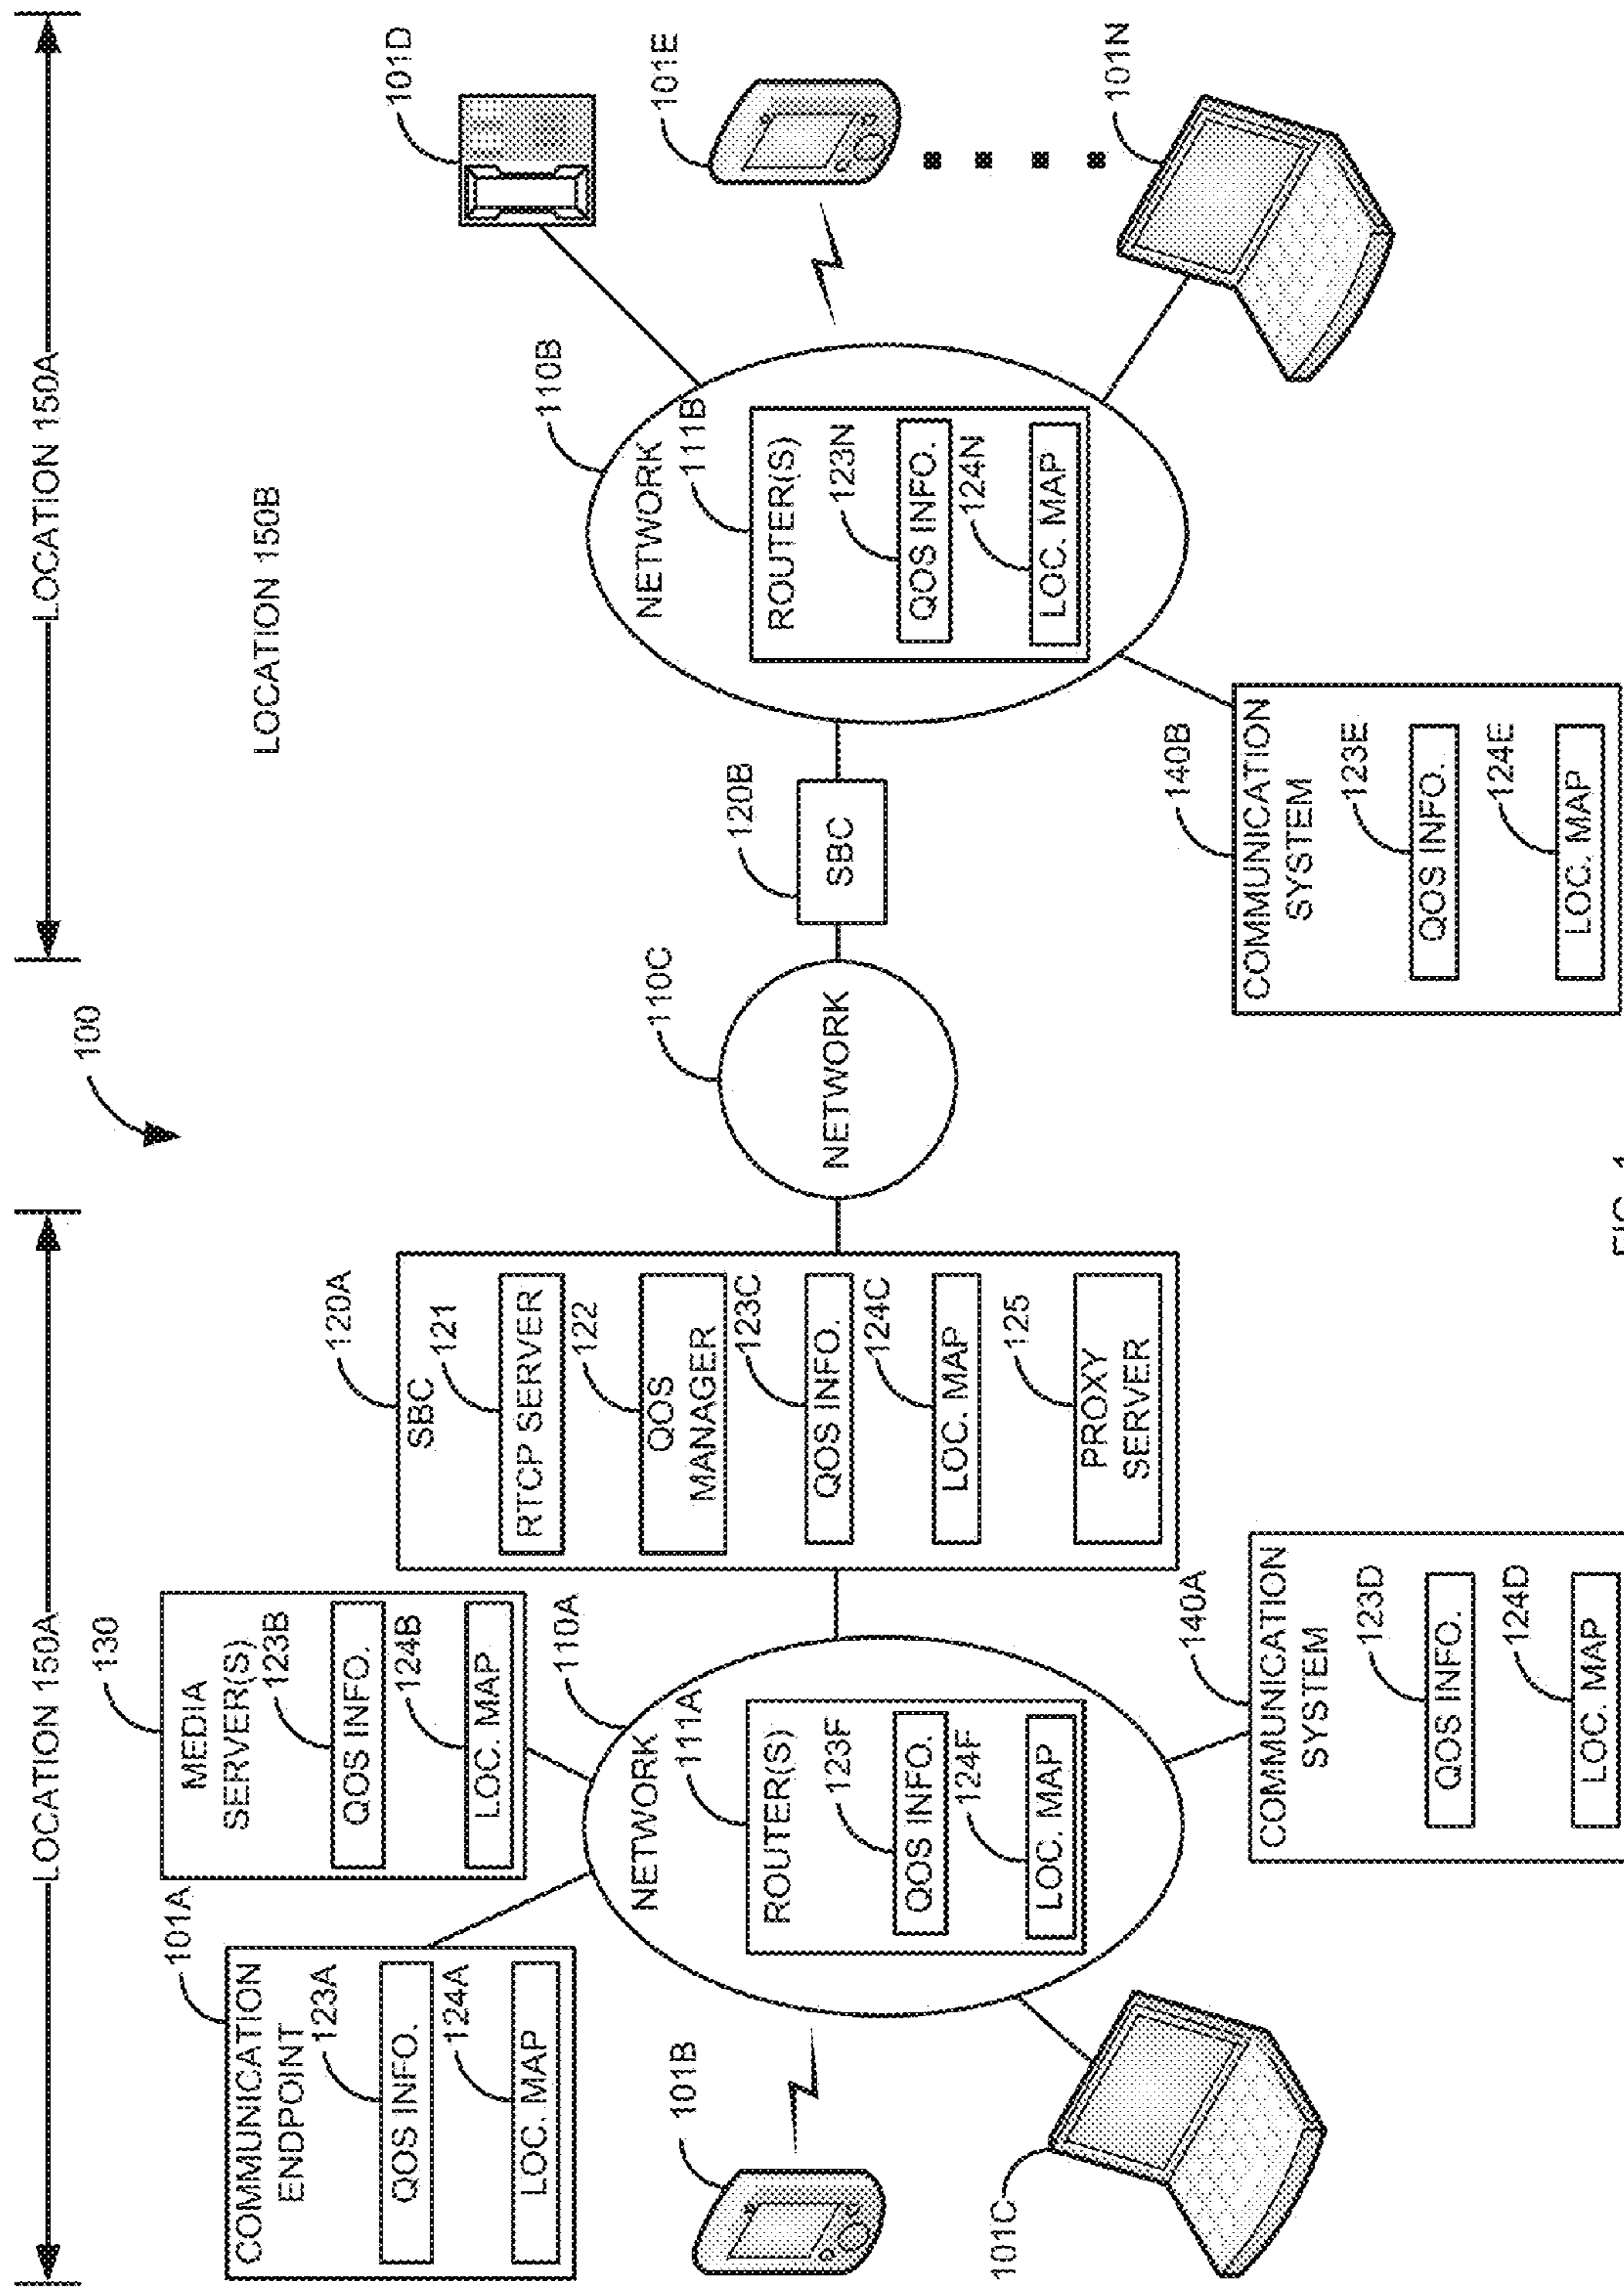 LOCATION 150A
LOCATION 150A
100
LOCATION 150B
101A
COMMUNICATION
ENDPOINT
123A
QOS INFO.
124A
LOC. MAP
130
MEDIA
SERVER(S)
123B
QOS INFO.
124B
LOC. MAP
101B
101C
110A
NETWORK
111A
ROUTER(S)
123F
QOS INFO.
124F
LOC. MAP
140A
COMMUNICATION
SYSTEM
123D
QOS INFO.
124D
LOC. MAP
120A
SBC
121
RTCP SERVER
122
QOS
MANAGER
123C
QOS INFO.
124C
LOC. MAP
125
PROXY
SERVER
110C
NETWORK
120B
SBC
110B
NETWORK
111B
ROUTER(S)
123N
QOS INFO.
124N
LOC. MAP
140B
COMMUNICATION
SYSTEM
123E
QOS INFO.
124E
LOC. MAP
101D
101E
101N
FIG. 1